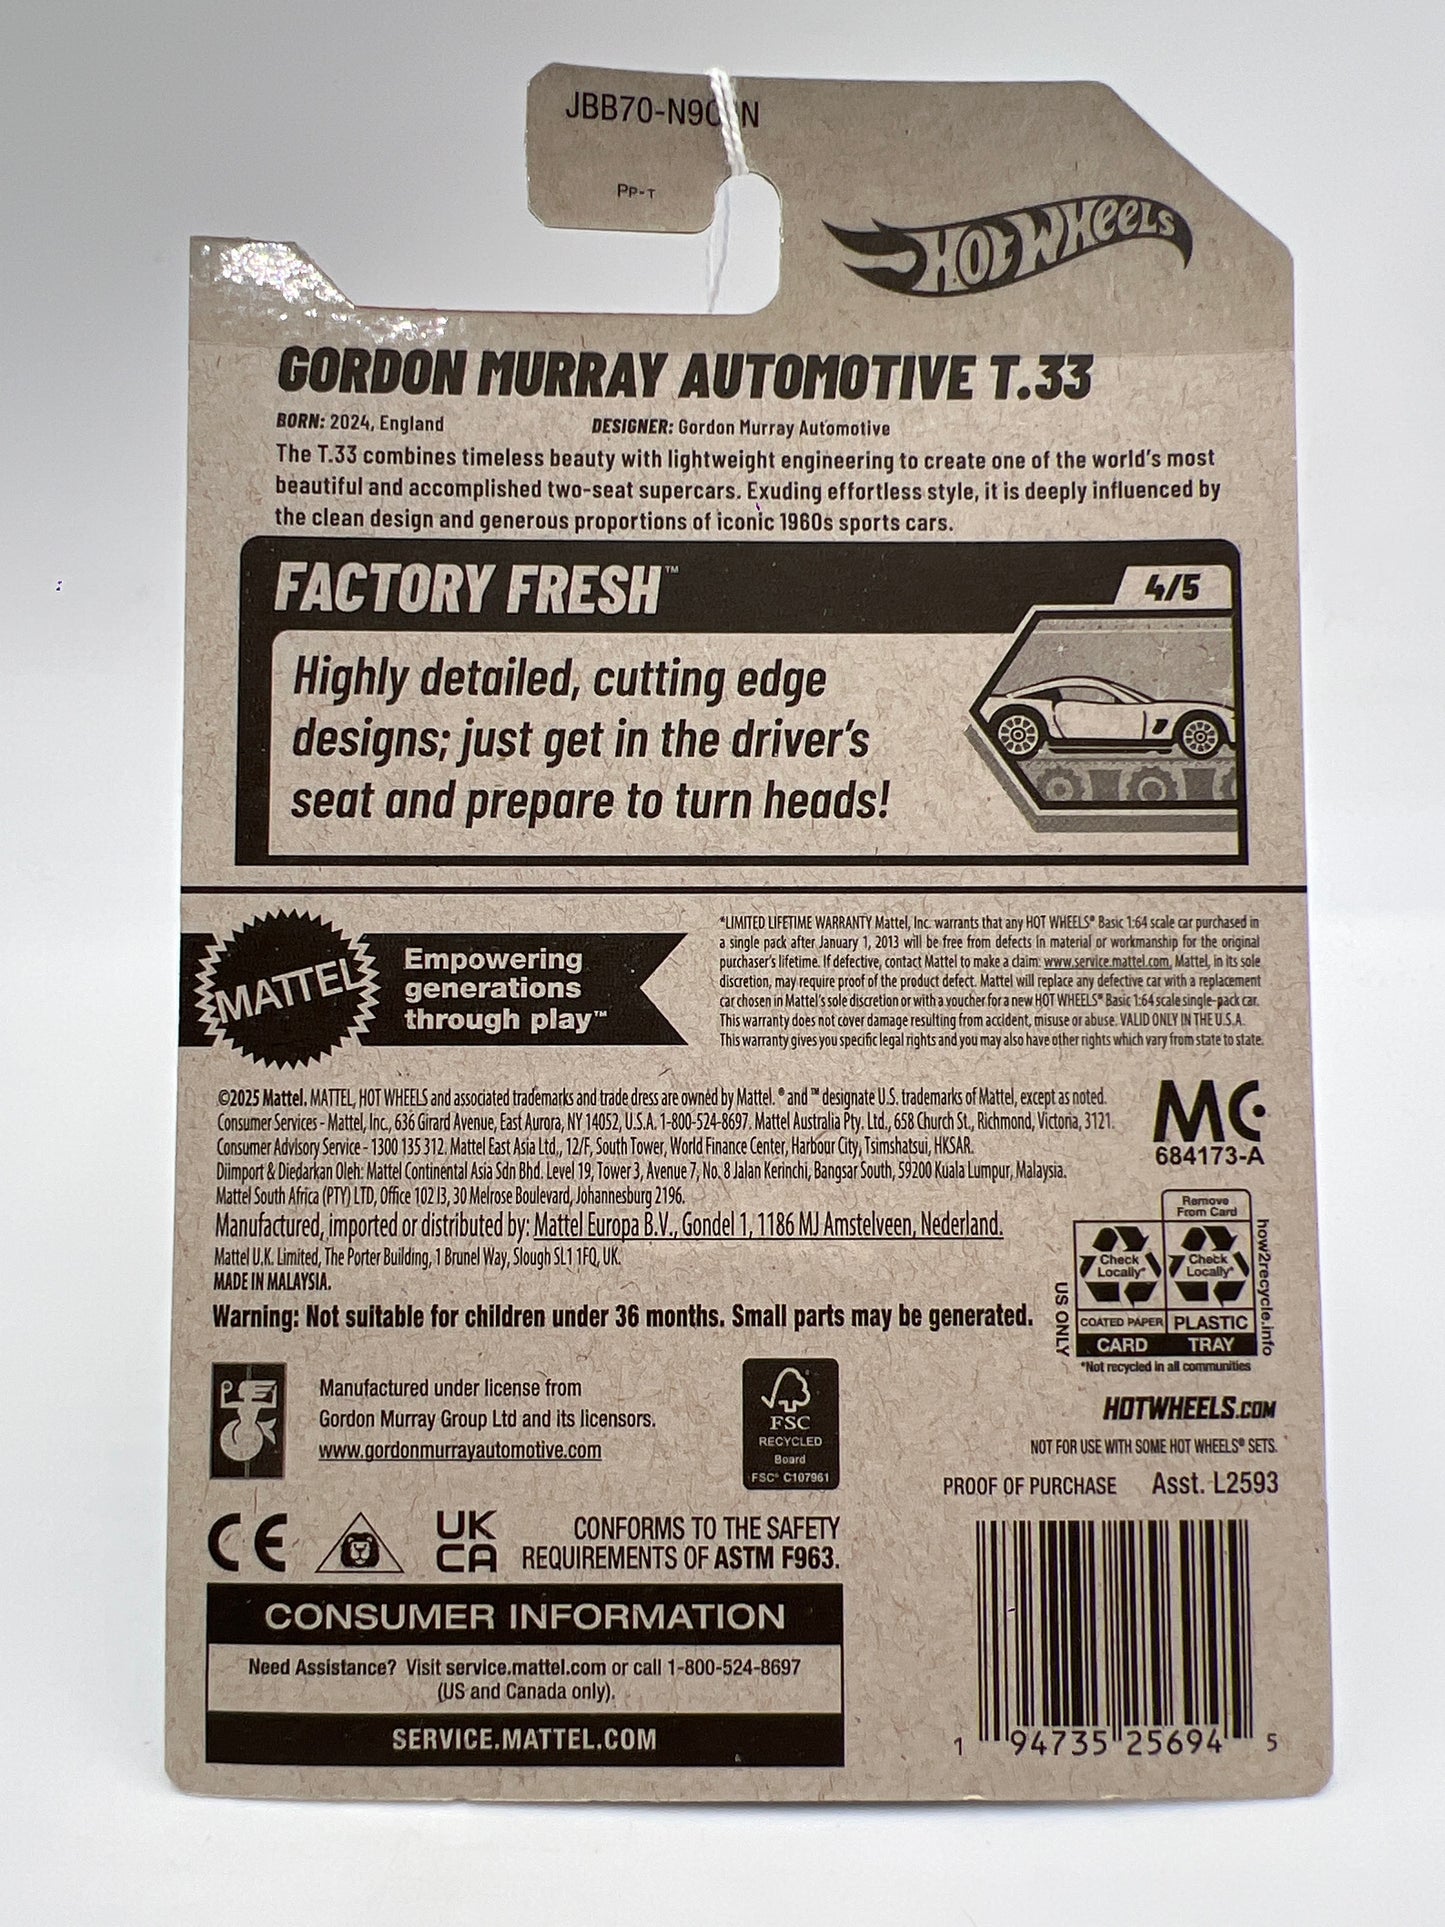 JBB70-N9
PP-T
HOT WHEELS
GORDON MURRAY AUTOMOTIVE T.33
BORN: 2024, England DESIGNER: Gordon Murray Automotive
The T.33 combines timeless beauty with lightweight engineering to create one of the world's most
beautiful and accomplished two-seat supercars. Exuding effortless style, it is deeply influenced by
the clean design and generous proportions of iconic 1960s sports cars.
FACTORY FRESH™ 4/5
Highly detailed, cutting edge
designs; just get in the driver's
seat and prepare to turn heads!
MATTEL
Empowering
generations
through play™
*LIMITED LIFETIME WARRANTY Mattel, Inc. warrants that any HOT WHEELS® Basic 1:64 scale car purchased in
a single pack after January 1, 2013 will be free from defects in material or workmanship for the original
purchaser's lifetime. If defective, contact Mattel to make a claim: www.service.mattel.com. Mattel, in its sole
discretion, may require proof of the product defect. Mattel will replace any defective car with a replacement
car chosen in Mattel's sole discretion or with a voucher for a new HOT WHEELS® Basic 1:64 scale single-pack car.
This warranty does not cover damage resulting from accident, misuse or abuse. VALID ONLY IN THE U.S.A.
This warranty gives you specific legal rights and you may also have other rights which vary from state to state.
©2025 Mattel. MATTEL, HOT WHEELS and associated trademarks and trade dress are owned by Mattel. ® and ™ designate U.S. trademarks of Mattel, except as noted.
Consumer Services - Mattel, Inc., 636 Girard Avenue, East Aurora, NY 14052, U.S.A. 1-800-524-8697. Mattel Australia Pty. Ltd., 658 Church St., Richmond, Victoria, 3121.
Consumer Advisory Service - 1300 135 312. Mattel East Asia Ltd., 12/F, South Tower, World Finance Center, Harbour City, Tsimshatsui, HKSAR.
Diimport & Diedarkan Oleh: Mattel Continental Asia Sdn Bhd. Level 19, Tower 3, Avenue 7, No. 8 Jalan Kerinchi, Bangsar South, 59200 Kuala Lumpur, Malaysia.
Mattel South Africa (PTY) LTD, Office 102 I3, 30 Melrose Boulevard, Johannesburg 2196.
Manufactured, imported or distributed by: Mattel Europa B.V., Gondel 1, 1186 MJ Amstelveen, Nederland.
Mattel U.K. Limited, The Porter Building, 1 Brunel Way, Slough SL1 1FQ, UK.
MADE IN MALAYSIA.
Warning: Not suitable for children under 36 months. Small parts may be generated.
MC
684173-A
Remove
From Card
Check
Locally*
Check
Locally*
COATED PAPER PLASTIC
CARD TRAY
US ONLY
how2recycle.info
*Not recycled in all communities
Manufactured under license from
Gordon Murray Group Ltd and its licensors.
www.gordonmurrayautomotive.com
FSC
RECYCLED
Board
FSC® C107961
HOTWHEELS.COM
NOT FOR USE WITH SOME HOT WHEELS® SETS.
PROOF OF PURCHASE Asst. L2593
CE
UK
CA
CONFORMS TO THE SAFETY
REQUIREMENTS OF ASTM F963.
CONSUMER INFORMATION
Need Assistance? Visit service.mattel.com or call 1-800-524-8697
(US and Canada only).
SERVICE.MATTEL.COM
1 94735 25694 5